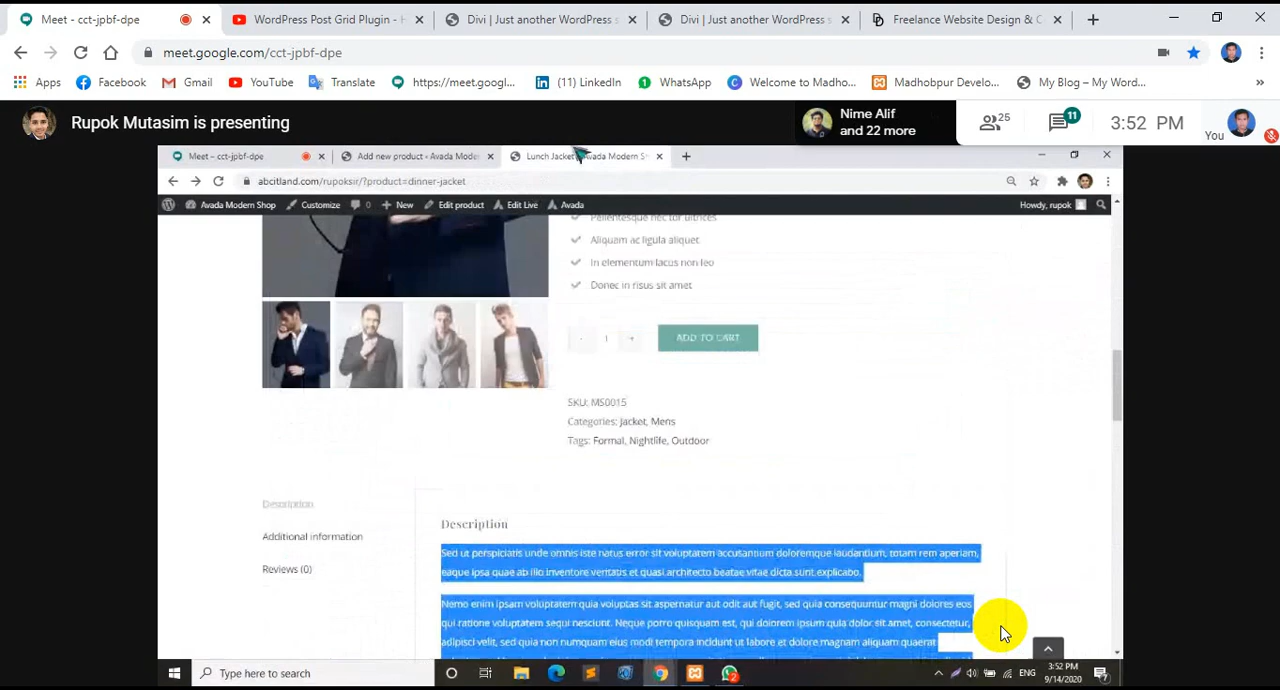 Meet - cct-jpbf-dpe
WordPress Post Grid Plugin - H
Divi | Just another WordPress s
Divi | Just another WordPress s
Freelance Website Design & C
meet.google.com/cct-jpbf-dpe
Apps
Facebook
Gmail
YouTube
Translate
https://meet.googl...
(11) LinkedIn
WhatsApp
Welcome to Madho...
Madhobpur Develo...
My Blog – My Word...
»
Rupok Mutasim is presenting
Nime Alif
and 22 more
25
11
3:52 PM
You
Meet – cct-jpbf-dpe
Add new product - Avada Mode
Lunch Jacket Avada Modern S
abcitland.com/rupoksir/?product=dinner-jacket
Avada Modern Shop
Customize
0
New
Edit product
Edit Live
Avada
Howdy, rupok
Pellentesque nec tor ultrices
Aliquam ac ligula aliquet
In elementum lacus non leo
Donec in risus sit amet
- 1 +
ADD TO CART
SKU: MS0015
Categories: Jacket, Mens
Tags: Formal, Nightlife, Outdoor
Description
Additional information
Reviews (0)
Description
Sed ut perspiciatis unde omnis iste natus error sit voluptatem accusantium doloremque laudantium, totam rem aperiam,
eaque ipsa quae ab illo inventore veritatis et quasi architecto beatae vitae dicta sunt explicabo.
Nemo enim ipsam voluptatem quia voluptas sit aspernatur aut odit aut fugit, sed quia consequuntur magni dolores eos
qui ratione voluptatem sequi nesciunt. Neque porro quisquam est, qui dolorem ipsum quia dolor sit amet, consectetur,
adipisci velit, sed quia non numquam eius modi tempora incidunt ut labore et dolore magnam aliquam quaerat
Type here to search
2
ENG
3:52 PM
9/14/2020
7